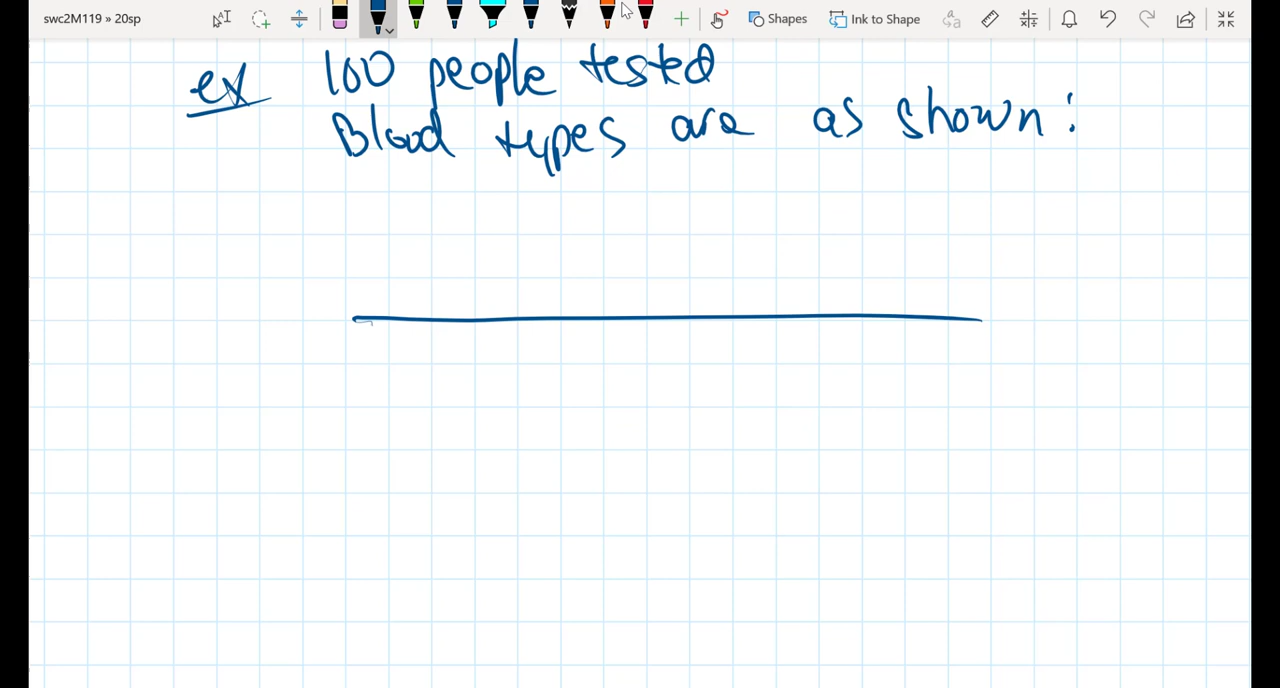 swc2M119 » 20sp
Shapes
Ink to Shape
ex 100 people tested
Blood types are as shown: